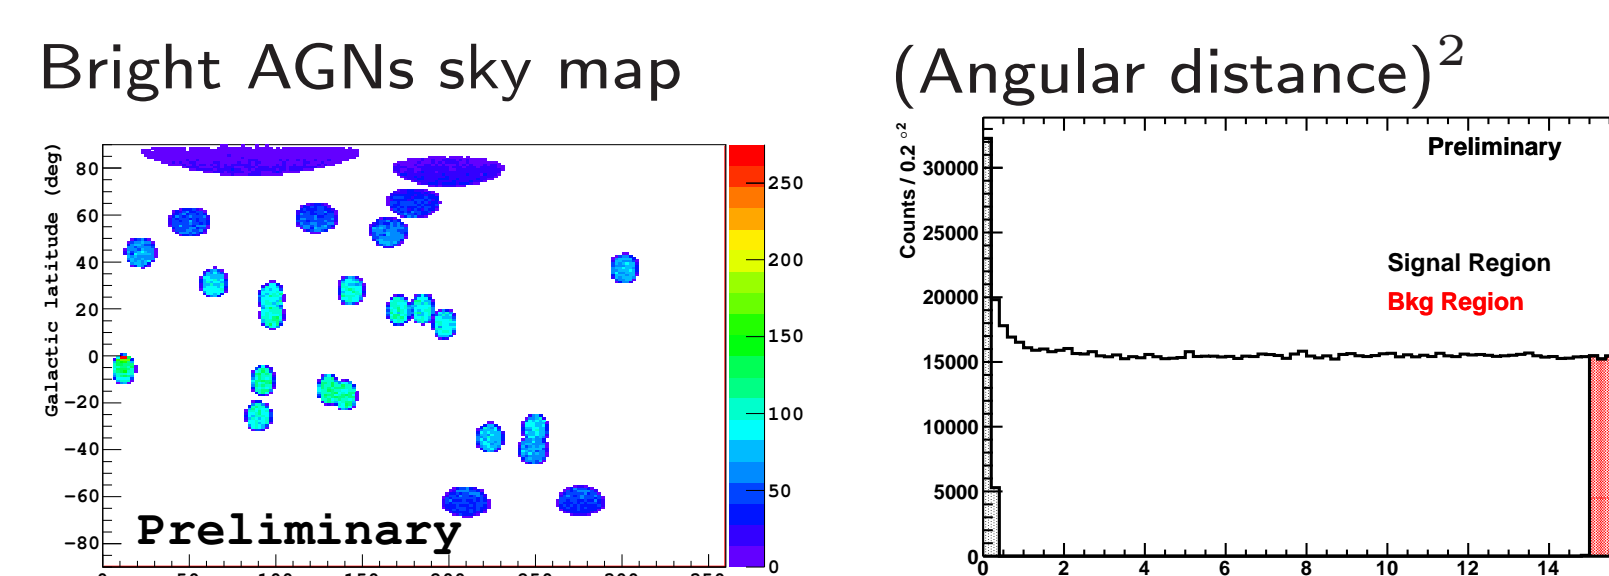 Bright AGNs sky map
Galactic latitude (deg)
80
60
40
20
0
−20
−40
−60
−80
Preliminary
250
200
150
100
50
0
(Angular distance)²
Counts / 0.2 °²
30000
25000
20000
15000
10000
5000
0
Preliminary
Signal Region
Bkg Region
0 2 4 6 8 10 12 14